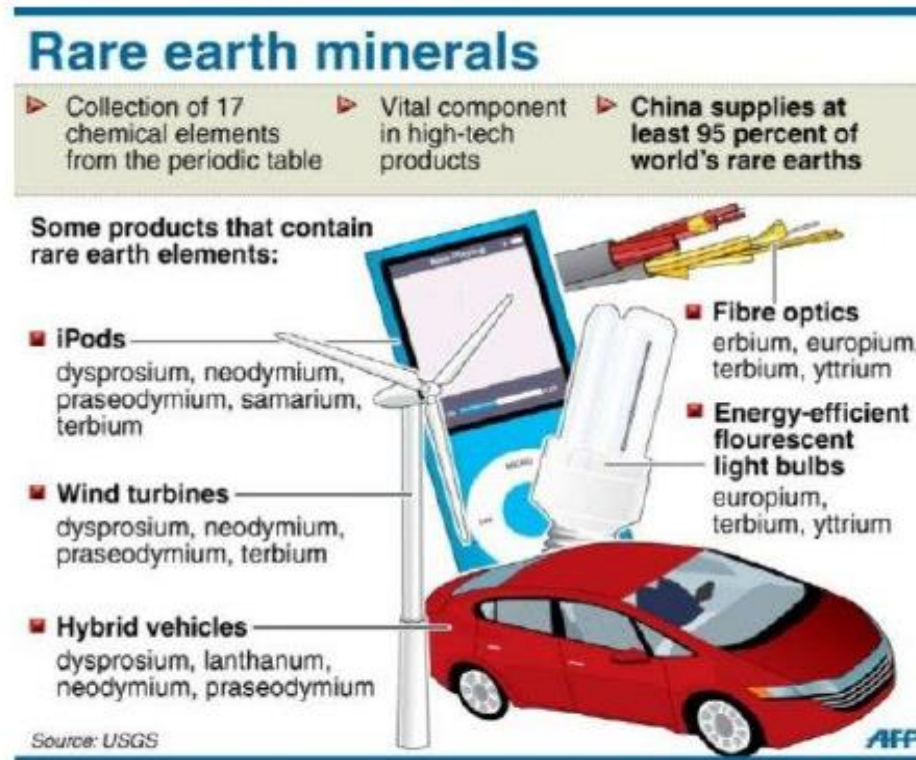 Rare earth minerals
Collection of 17
chemical elements
from the periodic table
Vital component
in high-tech
products
China supplies at
least 95 percent of
world's rare earths
Some products that contain
rare earth elements:
iPods
dysprosium, neodymium,
praseodymium, samarium,
terbium
Wind turbines
dysprosium, neodymium,
praseodymium, terbium
Hybrid vehicles
dysprosium, lanthanum,
neodymium, praseodymium
Now Playing
MENU
Fibre optics
erbium, europium,
terbium, yttrium
Energy-efficient
flourescent
light bulbs
europium,
terbium, yttrium
Source: USGS
AFP